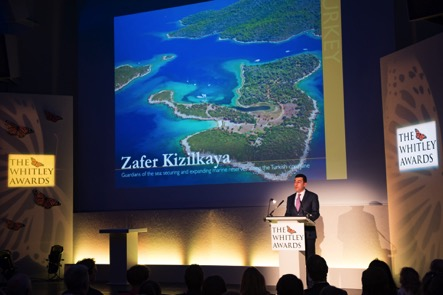 TURKEY
Zafer Kizilkaya
Guardians of the sea: securing and expanding marine reserves the Turkish coastline
THE
WHITLEY
AWARDS
THE
WHITLEY
AWARDS
THE
WHITLEY
AWARDS